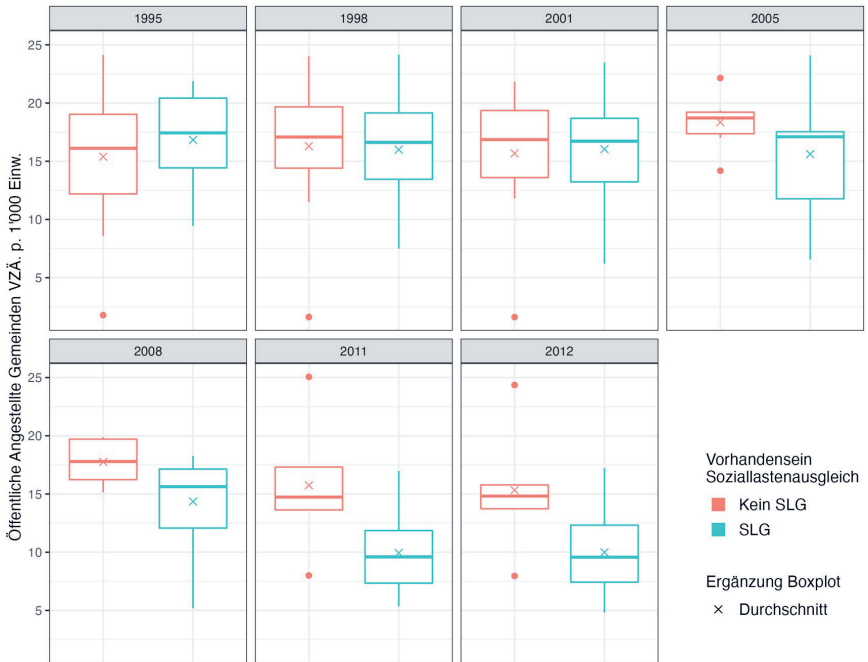 1995
1998
2001
2005
25
20
15
10
5
2008
2011
2012
25
20
15
10
5
Öffentliche Angestellte Gemeinden VZÄ. p. 1'000 Einw.
Vorhandensein
Soziallastenausgleich
Kein SLG
SLG
Ergänzung Boxplot
Durchschnitt